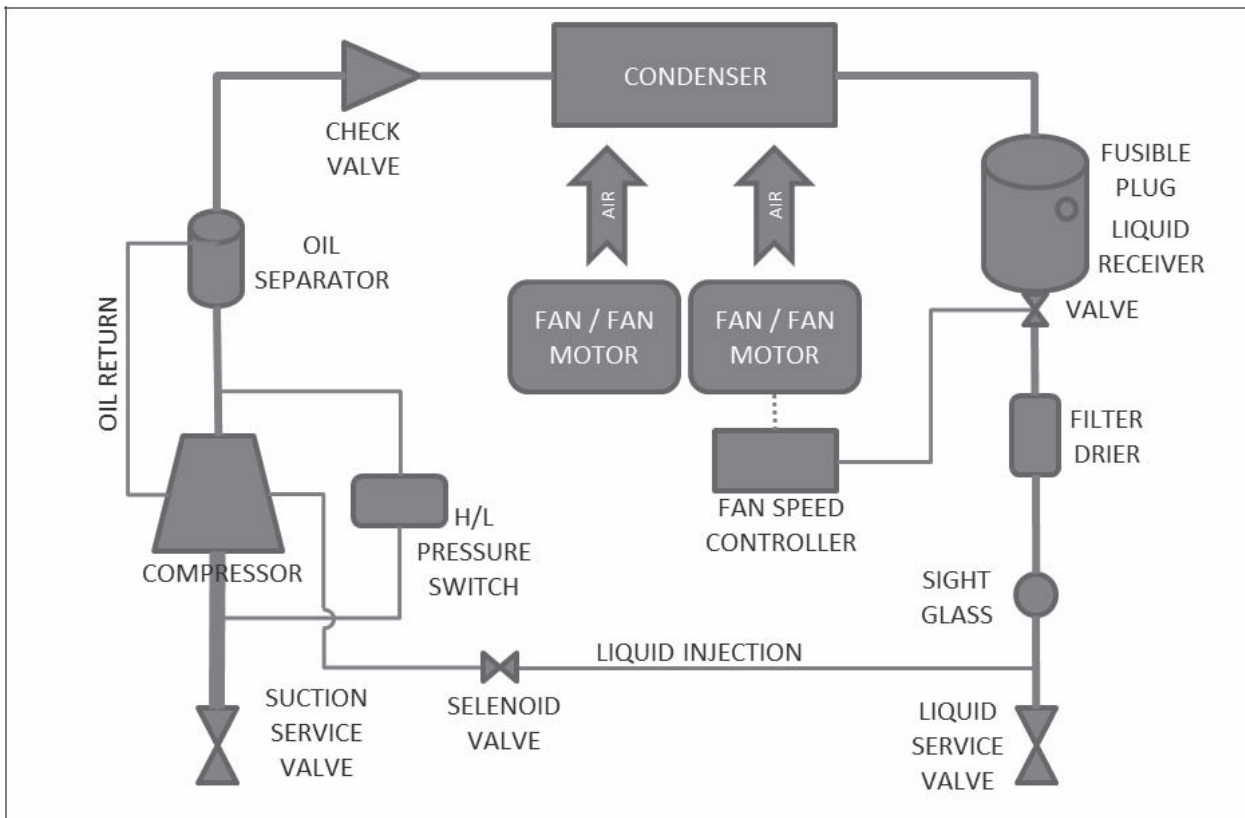 CONDENSER
CHECK
VALVE
FUSIBLE
PLUG
LIQUID
RECEIVER
AIR
AIR
OIL
SEPARATOR
OIL RETURN
VALVE
FAN / FAN
MOTOR
FAN / FAN
MOTOR
FILTER
DRIER
FAN SPEED
CONTROLLER
H/L
PRESSURE
SWITCH
COMPRESSOR
SIGHT
GLASS
LIQUID INJECTION
SUCTION
SERVICE
VALVE
SELENOID
VALVE
LIQUID
SERVICE
VALVE